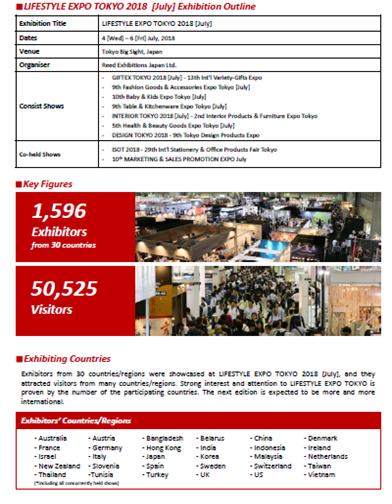 ■LIFESTYLE EXPO TOKYO 2018 [July] Exhibition Outline
Exhibition Title LIFESTYLE EXPO TOKYO 2018 [July]
Dates 4 [Wed] – 6 [Fri] July, 2018
Venue Tokyo Big Sight, Japan
Organiser Reed Exhibitions Japan Ltd.
Consist Shows
- GIFTEX TOKYO 2018 [July] - 13th Int'l Variety-Gifts Expo
- 9th Fashion Goods & Accessories Expo Tokyo [July]
- 10th Baby & Kids Expo Tokyo [July]
- 9th Table & Kitchenware Expo Tokyo [July]
- INTERIOR TOKYO 2018 [July] - 2nd Interior Products & Furniture Expo Tokyo
- 5th Health & Beauty Goods Expo Tokyo [July]
- DESIGN TOKYO 2018 - 9th Tokyo Design Products Expo
Co-held Shows
- ISOT 2018 - 29th Int'l Stationery & Office Products Fair Tokyo
- 10th MARKETING & SALES PROMOTION EXPO July
■Key Figures
1,596
Exhibitors
from 30 countries
50,525
Visitors
■Exhibiting Countries
Exhibitors from 30 countries/regions were showcased at LIFESTYLE EXPO TOKYO 2018 [July], and they
attracted visitors from many countries/regions. Strong interest and attention to LIFESTYLE EXPO TOKYO is
proven by the number of the participating countries. The next edition is expected to be more and more
international.
Exhibitors' Countries/Regions
- Australia - Austria - Bangladesh - Belarus - China - Denmark
- France - Germany - Hong Kong - India - Indonesia - Ireland
- Israel - Italy - Japan - Korea - Malaysia - Netherlands
- New Zealand - Slovenia - Spain - Sweden - Switzerland - Taiwan
- Thailand - Tunisia - Turkey - UK - US - Vietnam
(*Including all concurrently held shows)